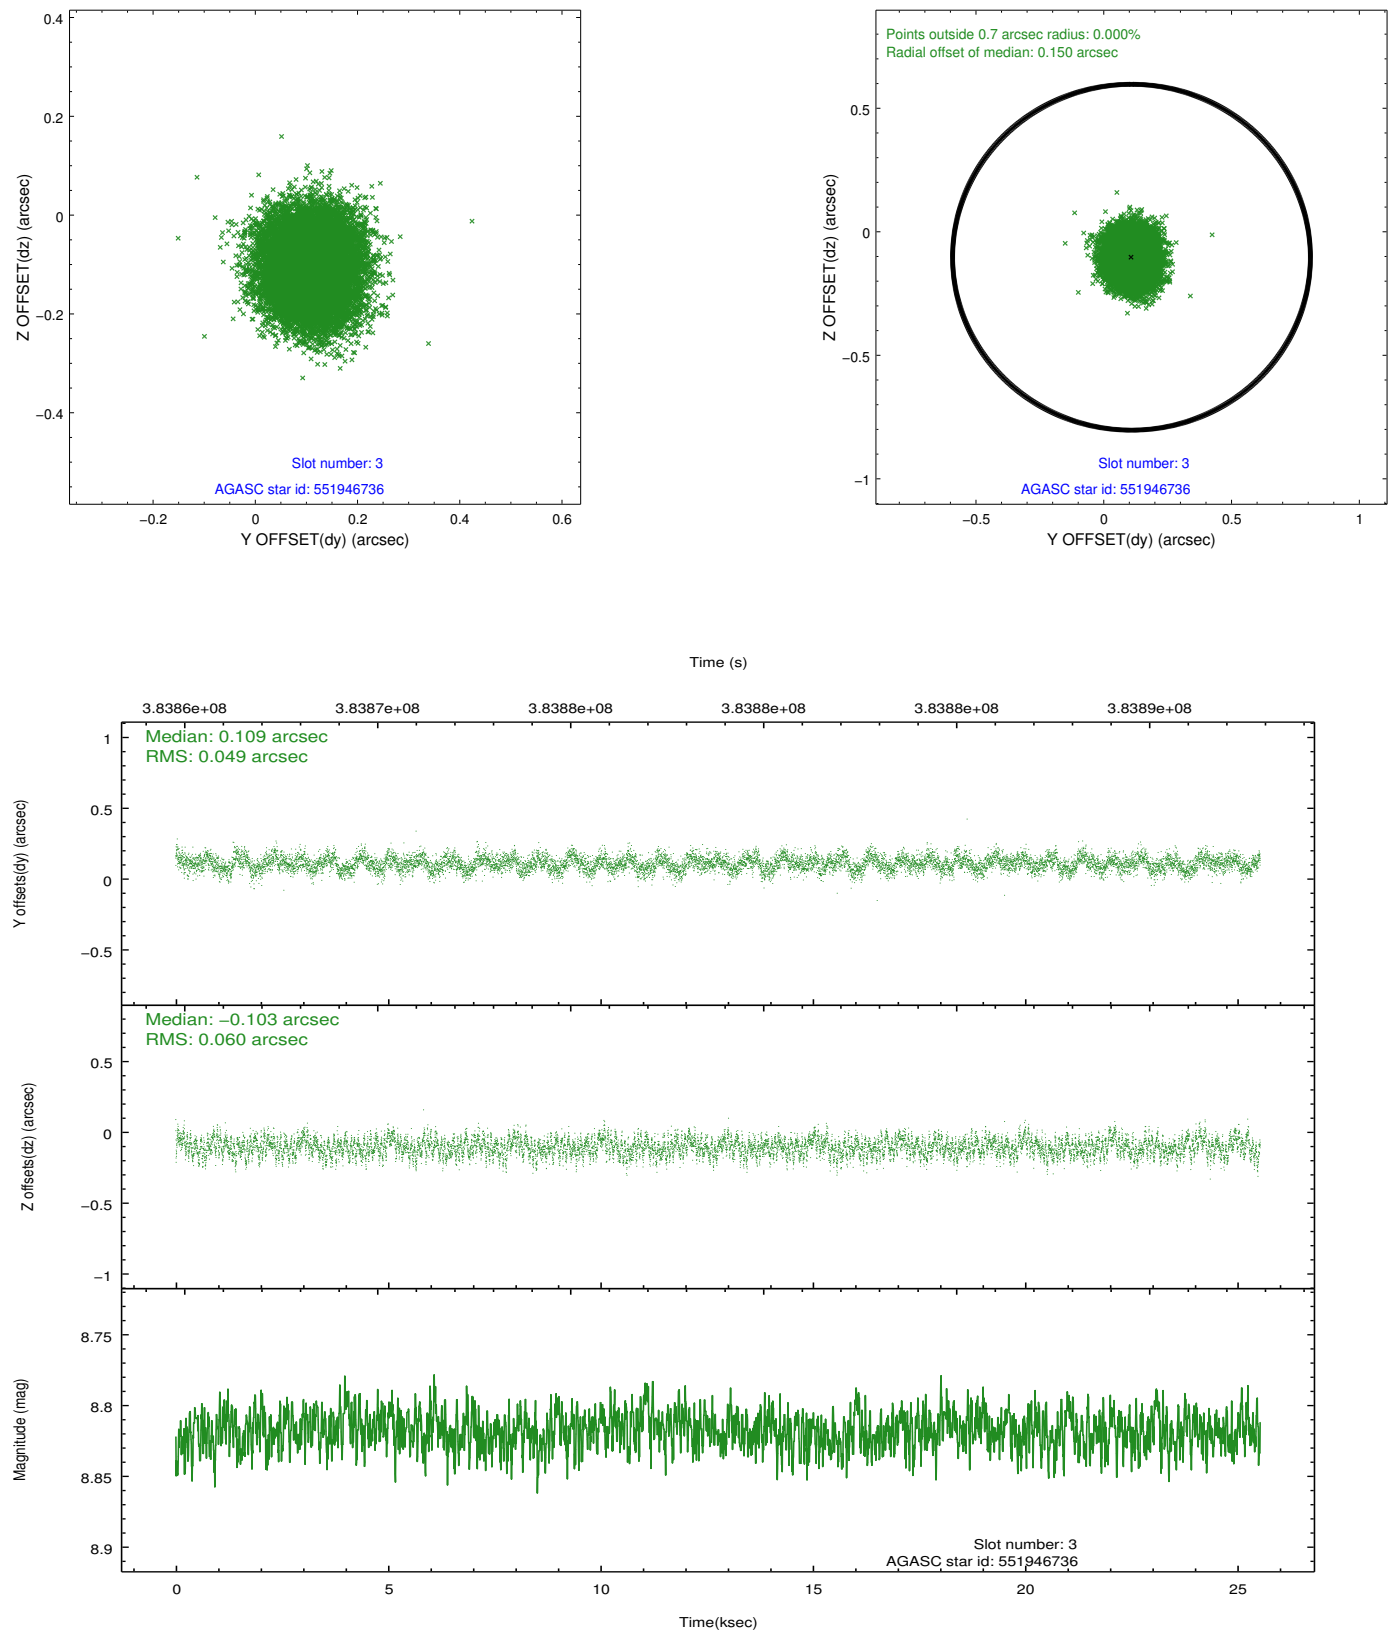 0.4
0.2
0
−0.2
−0.4
Z OFFSET(dz) (arcsec)
Slot number: 3
AGASC star id: 551946736
−0.2 0 0.2 0.4 0.6
Y OFFSET(dy) (arcsec)
Points outside 0.7 arcsec radius: 0.000%
Radial offset of median: 0.150 arcsec
0.5
0
−0.5
−1
Z OFFSET(dz) (arcsec)
Slot number: 3
AGASC star id: 551946736
−0.5 0 0.5 1
Y OFFSET(dy) (arcsec)
Time (s)
3.8386e+08 3.8387e+08 3.8388e+08 3.8388e+08 3.8388e+08 3.8389e+08
Median: 0.109 arcsec
RMS: 0.049 arcsec
1
0.5
0
−0.5
Y offsets(dy) (arcsec)
Median: −0.103 arcsec
RMS: 0.060 arcsec
0.5
0
−0.5
−1
Z offsets(dz) (arcsec)
8.75
8.8
8.85
8.9
Magnitude (mag)
Slot number: 3
AGASC star id: 551946736
0 5 10 15 20 25
Time(ksec)